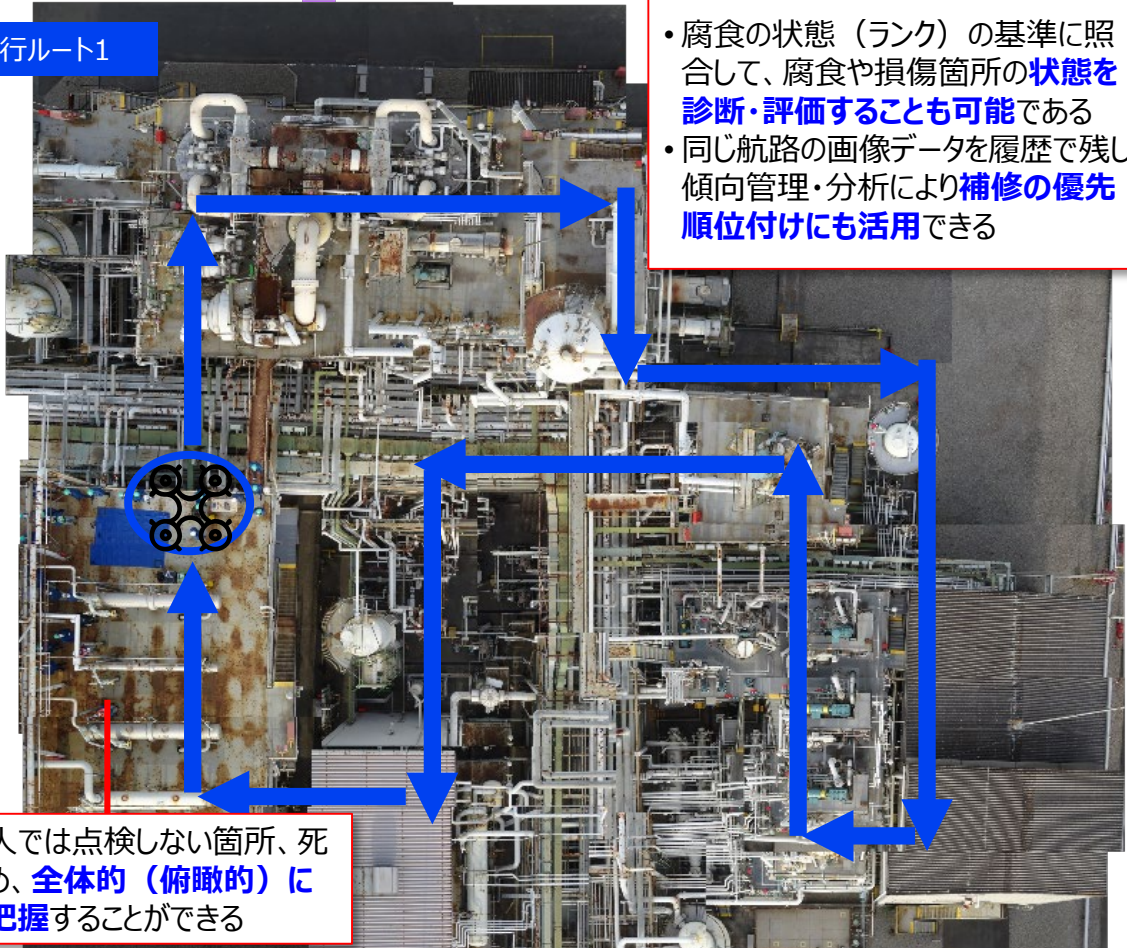 行ルート1
• 腐食の状態（ランク）の基準に照
合して、腐食や損傷箇所の状態を
診断・評価することも可能である
• 同じ航路の画像データを履歴で残し
傾向管理・分析により補修の優先
順位付けにも活用できる
人では点検しない箇所、死
め、全体的（俯瞰的）に
把握することができる